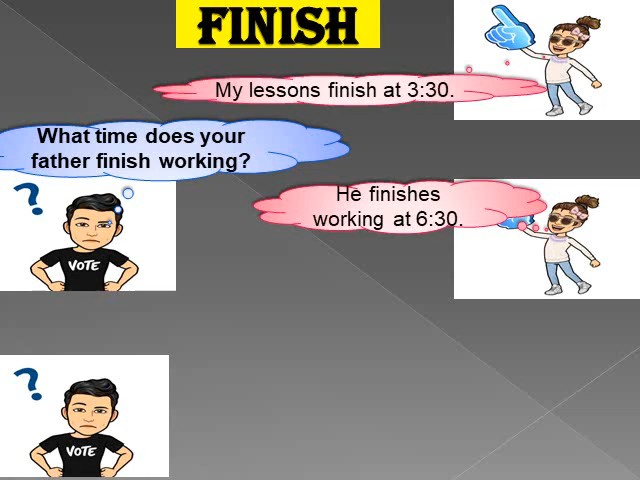 FINISH
My lessons finish at 3:30.
What time does your
father finish working?
?
VOTE
He finishes
working at 6:30.
?
VOTE